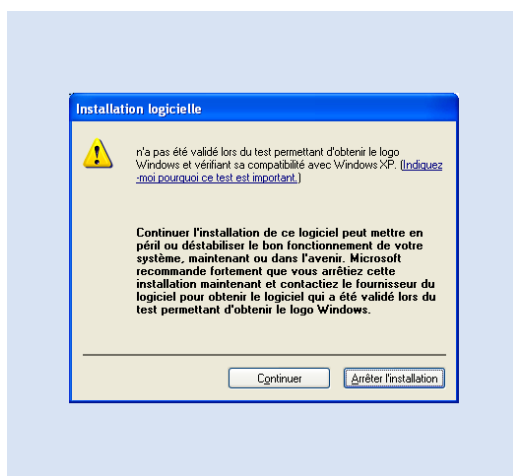 Installation logicielle
n'a pas été validé lors du test permettant d'obtenir le logo
Windows et vérifiant sa compatibilité avec Windows XP. (Indiquez
-moi pourquoi ce test est important.)
Continuer l'installation de ce logiciel peut mettre en
péril ou déstabiliser le bon fonctionnement de votre
système, maintenant ou dans l'avenir. Microsoft
recommande fortement que vous arrêtiez cette
installation maintenant et contactiez le fournisseur du
logiciel pour obtenir le logiciel qui a été validé lors du
test permettant d'obtenir le logo Windows.
Continuer
Arrêter l'installation